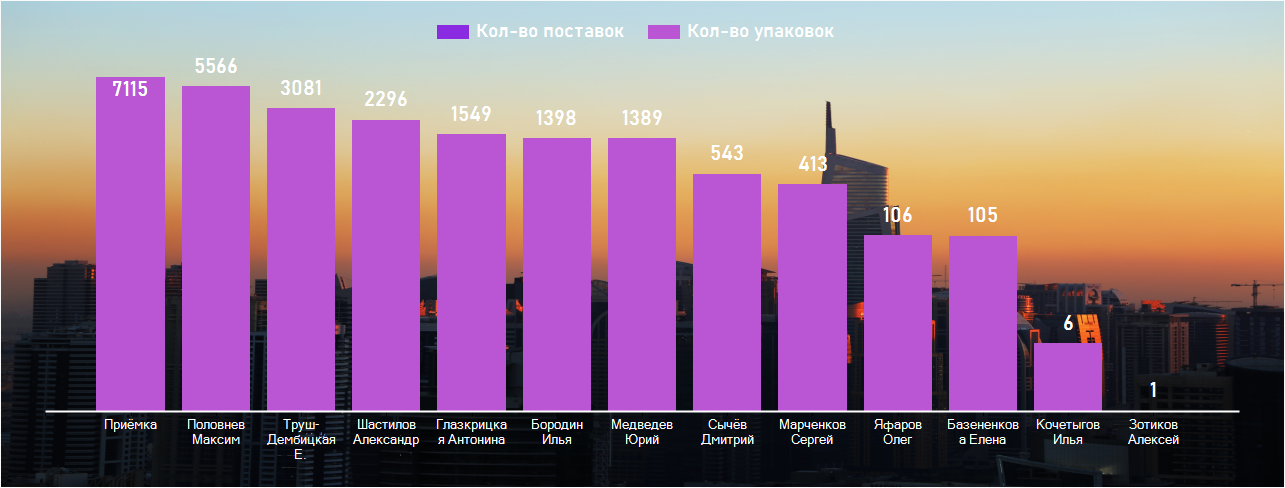 Кол-во поставок Кол-во упаковок
7115 5566 3081 2296 1549 1398 1389 543 413 106 105 6 1
Приёмка Половнев Труш- Шастилов Глазкрицка Бородин Медведев Сычёв Марченков Яфаров Базененков Кочетыгов Зотиков
Максим Дембицкая Александр я Антонина Илья Юрий Дмитрий Сергей Олег а Елена Илья Алексей
Е.